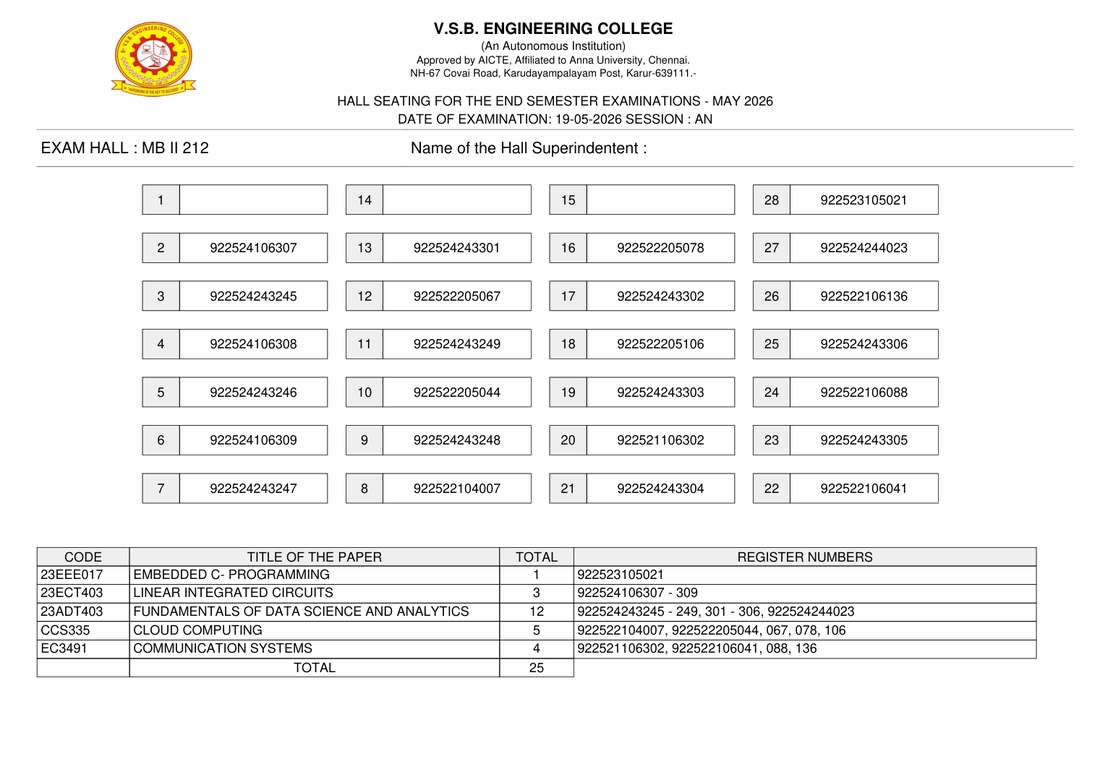 V.S.B. ENGINEERING COLLEGE
(An Autonomous Institution)
Approved by AICTE, Affiliated to Anna University, Chennai.
NH-67 Covai Road, Karudayampalayam Post, Karur-639111.-
HALL SEATING FOR THE END SEMESTER EXAMINATIONS - MAY 2026
DATE OF EXAMINATION: 19-05-2026 SESSION : AN
EXAM HALL : MB II 212 Name of the Hall Superindentent :
1 14 15 28 922523105021
2 922524106307 13 922524243301 16 922522205078 27 922524244023
3 922524243245 12 922522205067 17 922524243302 26 922522106136
4 922524106308 11 922524243249 18 922522205106 25 922524243306
5 922524243246 10 922522205044 19 922524243303 24 922522106088
6 922524106309 9 922524243248 20 922521106302 23 922524243305
7 922524243247 8 922522104007 21 922524243304 22 922522106041
CODE TITLE OF THE PAPER TOTAL REGISTER NUMBERS
23EEE017 EMBEDDED C- PROGRAMMING 1 922523105021
23ECT403 LINEAR INTEGRATED CIRCUITS 3 922524106307 - 309
23ADT403 FUNDAMENTALS OF DATA SCIENCE AND ANALYTICS 12 922524243245 - 249, 301 - 306, 922524244023
CCS335 CLOUD COMPUTING 5 922522104007, 922522205044, 067, 078, 106
EC3491 COMMUNICATION SYSTEMS 4 922521106302, 922522106041, 088, 136
TOTAL 25